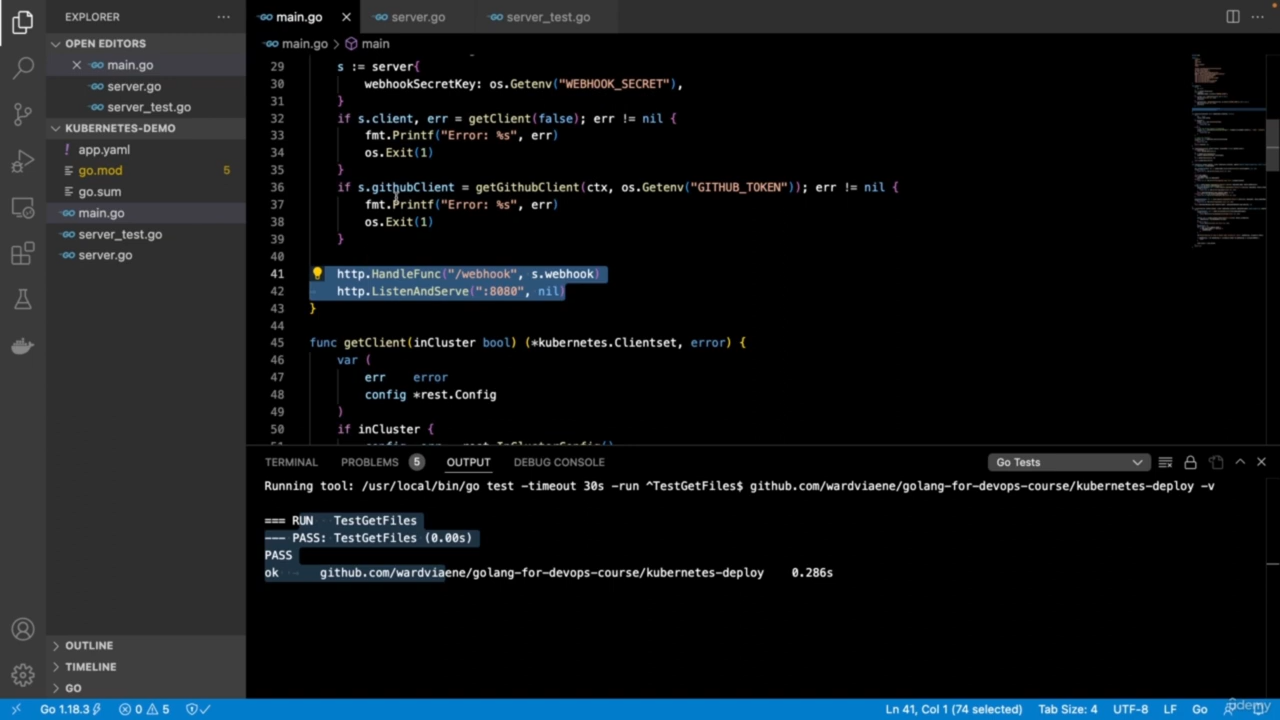 EXPLORER
main.go
server.go
server_test.go
OPEN EDITORS
main.go
server.go
server_test.go
KUBERNETES-DEMO
app.yaml
go.mod 5
go.sum
main.go
server_test.go
server.go
OUTLINE
TIMELINE
GO
main.go > main
29 s := server{
30 webhookSecretKey: os.Getenv("WEBHOOK_SECRET"),
31 }
32 if s.client, err = getClient(false); err != nil {
33 fmt.Printf("Error: %s", err)
34 os.Exit(1)
35 }
36 if s.githubClient = getGithubClient(ctx, os.Getenv("GITHUB_TOKEN")); err != nil {
37 fmt.Printf("Error: %s", err)
38 os.Exit(1)
39 }
40
41 http.HandleFunc("/webhook", s.webhook)
42 http.ListenAndServe(":8080", nil)
43 }
44
45 func getClient(inCluster bool) (*kubernetes.Clientset, error) {
46 var (
47 err error
48 config *rest.Config
49 )
50 if inCluster {
TERMINAL PROBLEMS 5 OUTPUT DEBUG CONSOLE Go Tests
Running tool: /usr/local/bin/go test -timeout 30s -run ^TestGetFiles$ github.com/wardviaene/golang-for-devops-course/kubernetes-deploy -v
=== RUN TestGetFiles
--- PASS: TestGetFiles (0.00s)
PASS
ok github.com/wardviaene/golang-for-devops-course/kubernetes-deploy 0.286s
Go 1.18.3 0 5 Ln 41, Col 1 (74 selected) Tab Size: 4 UTF-8 LF Go
udemy